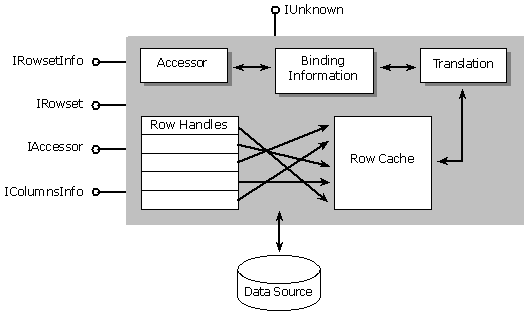 IUnknown
IRowsetInfo
Accessor
Binding
Information
Translation
IRowset
Row Handles
IAccessor
Row Cache
IColumnsInfo
Data Source